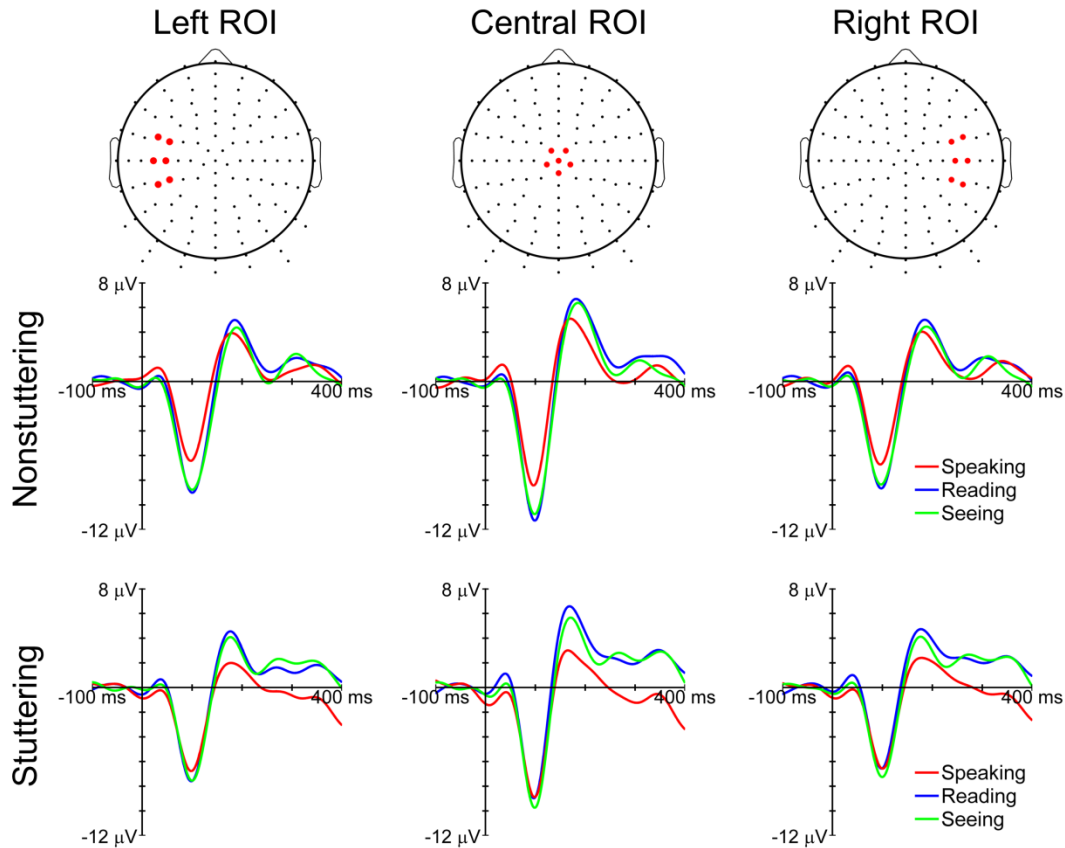 Left ROI
Central ROI
Right ROI
Nonstuttering
8 μV
-100 ms
400 ms
-12 μV
8 μV
-100 ms
400 ms
-12 μV
8 μV
-100 ms
400 ms
-12 μV
Speaking
Reading
Seeing
Stuttering
8 μV
-100 ms
400 ms
-12 μV
8 μV
-100 ms
400 ms
-12 μV
8 μV
-100 ms
400 ms
-12 μV
Speaking
Reading
Seeing